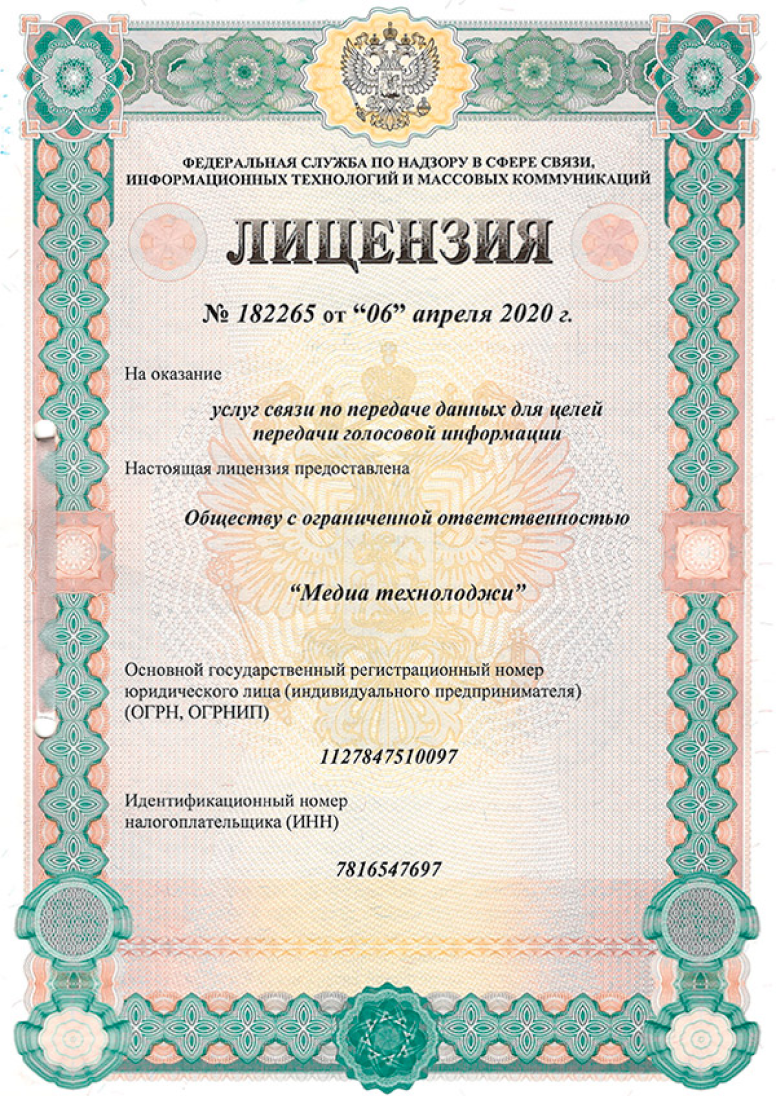 ФЕДЕРАЛЬНАЯ СЛУЖБА ПО НАДЗОРУ В СФЕРЕ СВЯЗИ,
ИНФОРМАЦИОННЫХ ТЕХНОЛОГИЙ И МАССОВЫХ КОММУНИКАЦИЙ
ЛИЦЕНЗИЯ
№ 182265 от “06” апреля 2020 г.
На оказание
услуг связи по передаче данных для целей
передачи голосовой информации
Настоящая лицензия предоставлена
Обществу с ограниченной ответственностью
“Медиа технолоджи”
Основной государственный регистрационный номер
юридического лица (индивидуального предпринимателя)
(ОГРН, ОГРНИП)
1127847510097
Идентификационный номер
налогоплательщика (ИНН)
7816547697